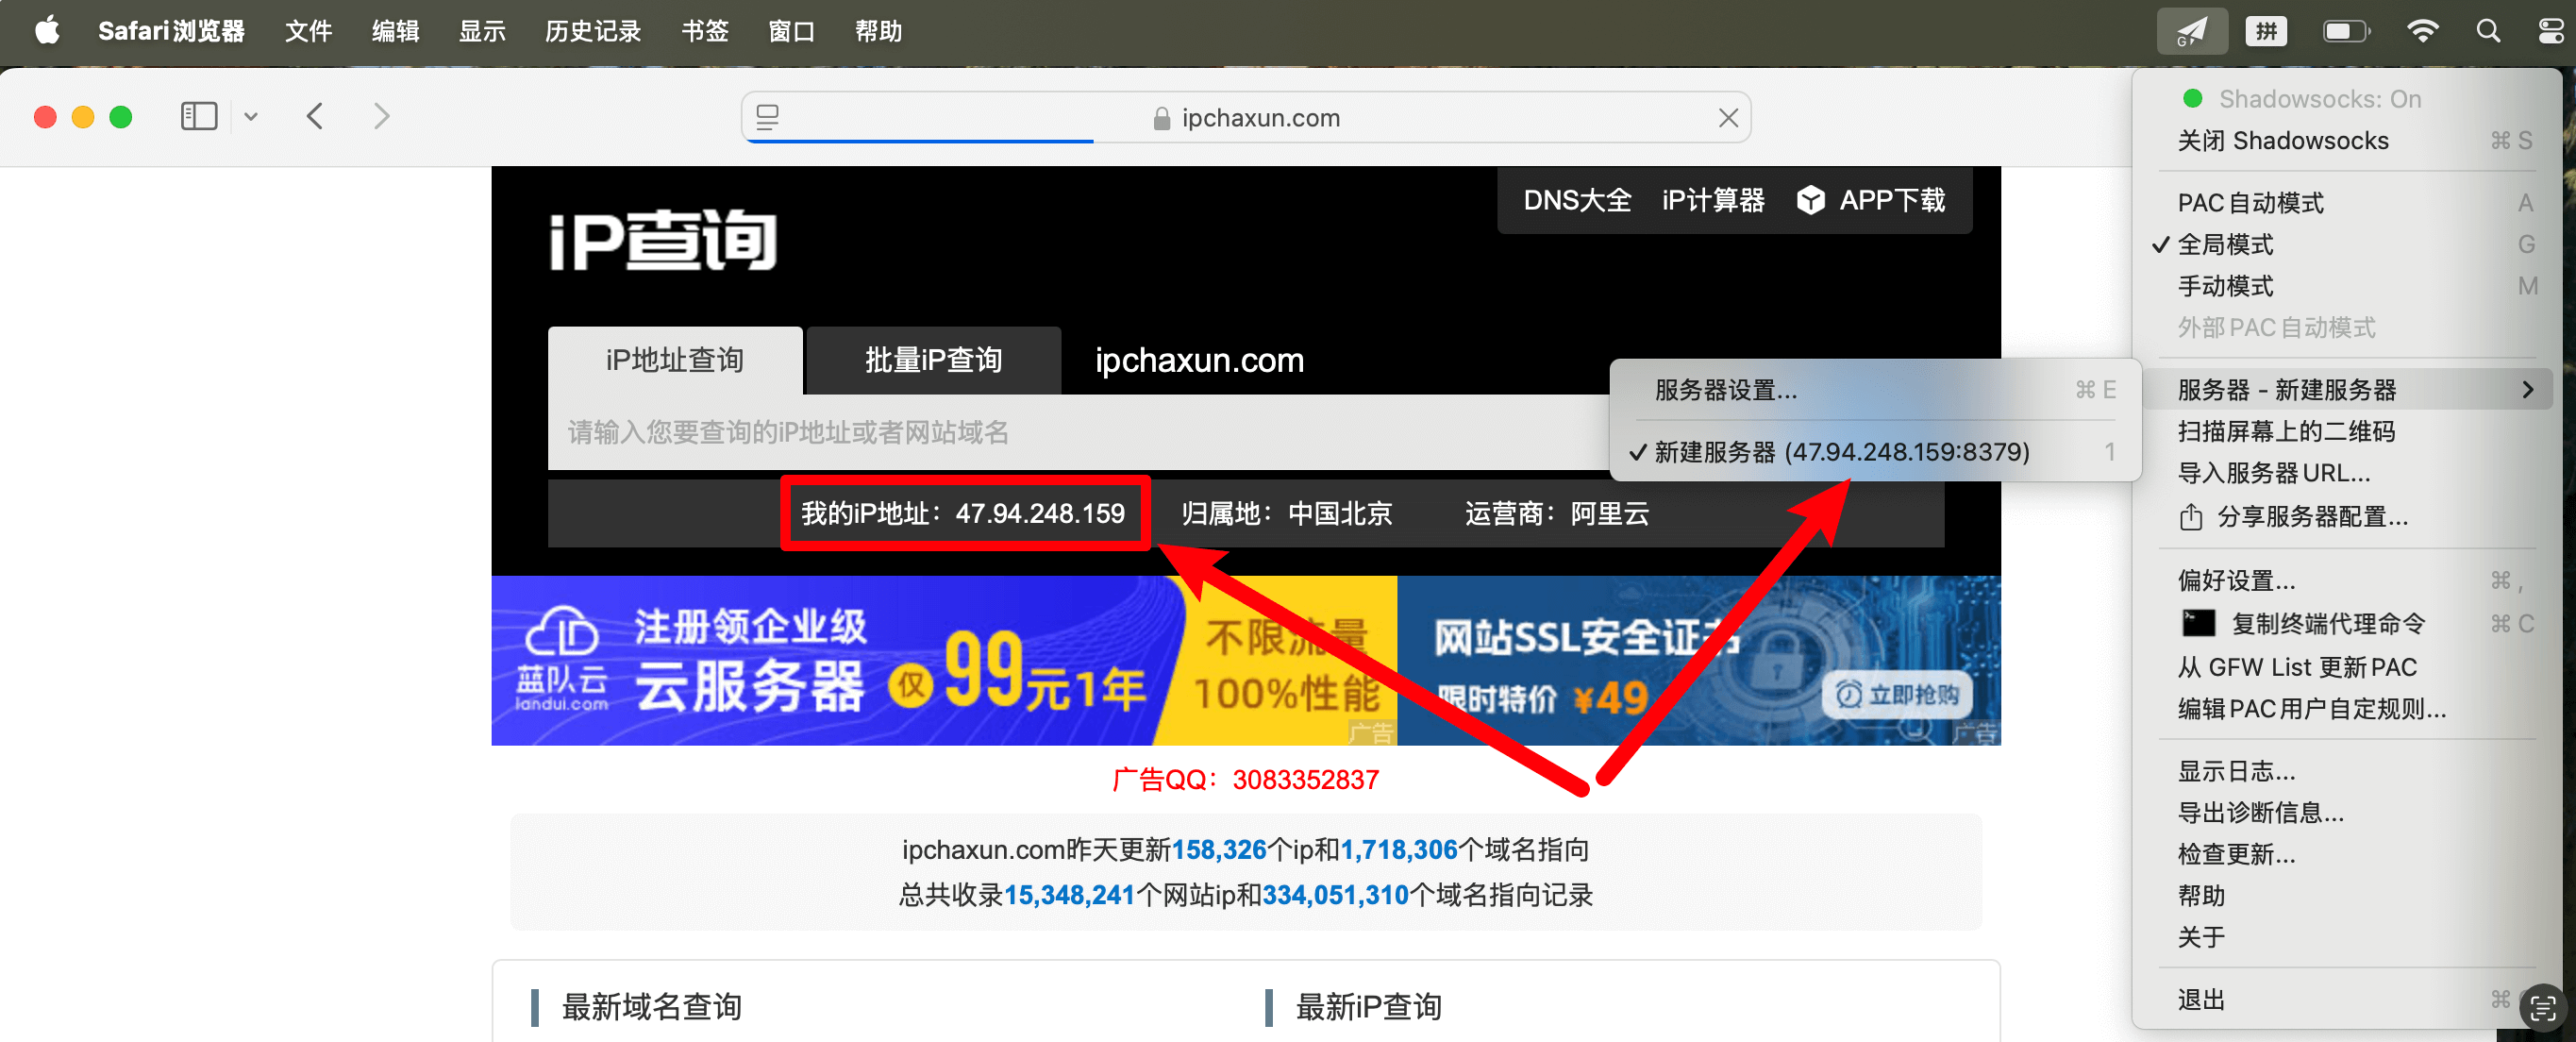 Safari浏览器 文件 编辑 显示 历史记录 书签 窗口 帮助
G
拼
ipchaxun.com
iP查询
DNS大全 iP计算器 APP下载
iP地址查询 批量iP查询 ipchaxun.com
请输入您要查询的iP地址或者网站域名
我的iP地址：47.94.248.159 归属地：中国北京 运营商：阿里云
蓝队云
landui.com
注册领企业级
云服务器
仅99元1年
不限流量
100%性能
广告
网站SSL安全证书
限时特价 ¥49
立即抢购
广告
广告QQ：3083352837
ipchaxun.com昨天更新158,326个ip和1,718,306个域名指向
总共收录15,348,241个网站ip和334,051,310个域名指向记录
最新域名查询 最新iP查询
服务器设置... ⌘ E
✓ 新建服务器 (47.94.248.159:8379) 1
Shadowsocks: On
关闭 Shadowsocks ⌘ S
PAC自动模式 A
✓ 全局模式 G
手动模式 M
外部PAC自动模式
服务器 - 新建服务器
扫描屏幕上的二维码
导入服务器URL...
分享服务器配置...
偏好设置... ⌘ ,
复制终端代理命令 ⌘ C
从 GFW List 更新PAC
编辑PAC用户自定规则...
显示日志...
导出诊断信息...
检查更新...
帮助
关于
退出 ⌘